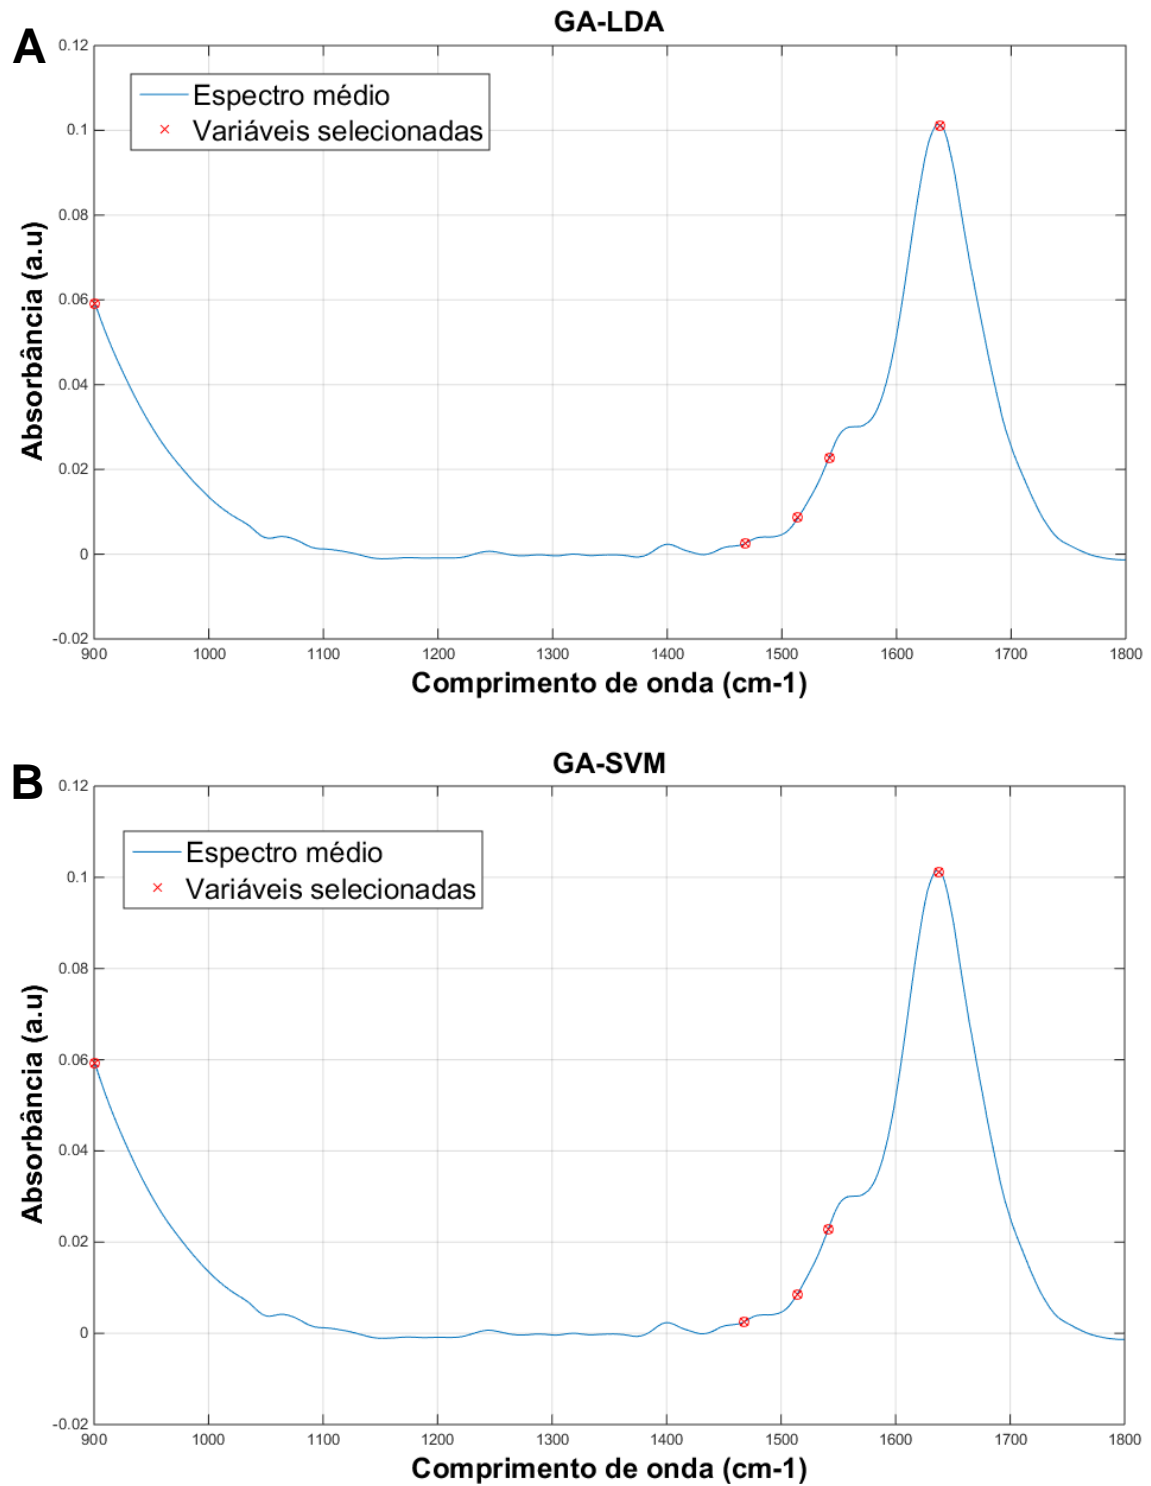 A
GA-LDA
Espectro médio
Variáveis selecionadas
Absorbância (a.u)
0.12
0.1
0.08
0.06
0.04
0.02
0
-0.02
900 1000 1100 1200 1300 1400 1500 1600 1700 1800
Comprimento de onda (cm-1)
B
GA-SVM
Espectro médio
Variáveis selecionadas
Absorbância (a.u)
0.12
0.1
0.08
0.06
0.04
0.02
0
-0.02
900 1000 1100 1200 1300 1400 1500 1600 1700 1800
Comprimento de onda (cm-1)